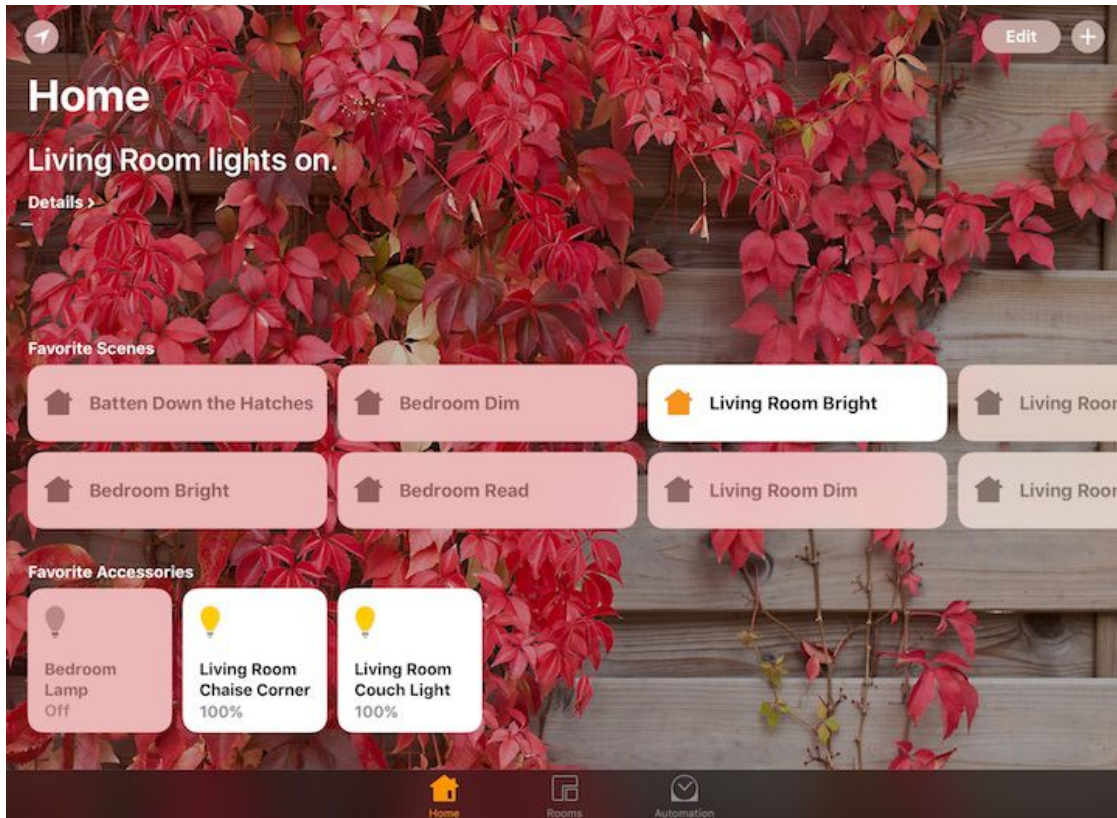 Edit
Home
Living Room lights on.
Details >
Favorite Scenes
Batten Down the Hatches
Bedroom Dim
Living Room Bright
Living
Bedroom Bright
Bedroom Read
Living Room Dim
Living
Favorite Accessories
Bedroom
Lamp
Off
Living Room
Chaise Corner
100%
Living Room
Couch Light
100%
Home
Rooms
Automation